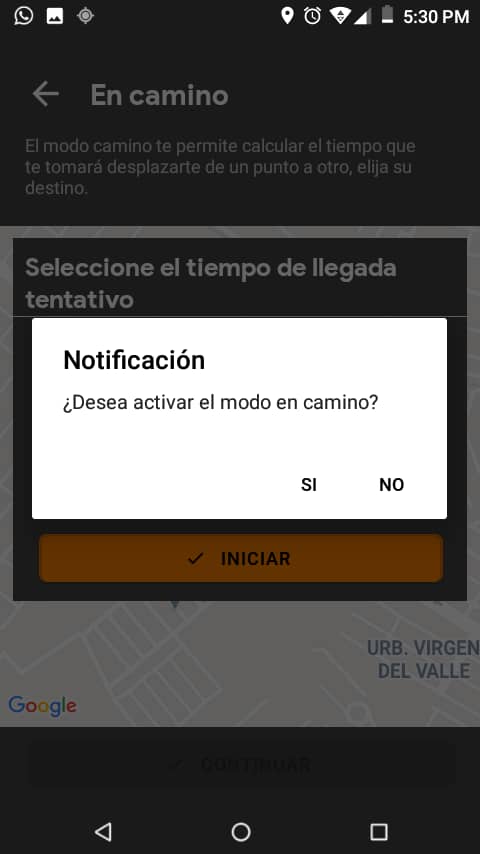 5:30 PM
En camino
El modo camino te permite calcular el tiempo que
te tomará desplazarte de un punto a otro, elija su
destino.
Seleccione el tiempo de llegada
tentativo
Notificación
¿Desea activar el modo en camino?
SI NO
INICIAR
URB. VIRGEN
DEL VALLE
Google
CONTINUAR